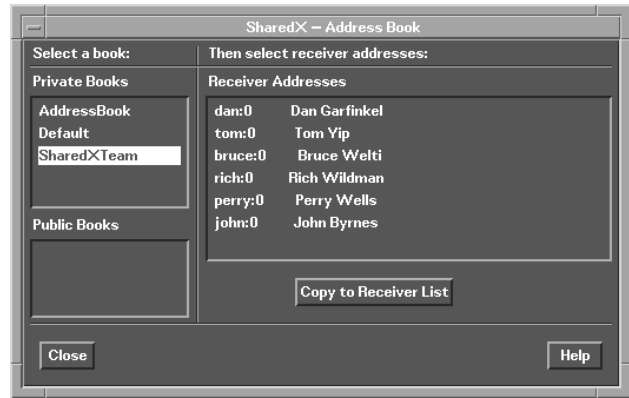 SharedX – Address Book
Select a book:
Then select receiver addresses:
Private Books
AddressBook
Default
SharedXTeam
Public Books
Receiver Addresses
dan:0 Dan Garfinkel
tom:0 Tom Yip
bruce:0 Bruce Welti
rich:0 Rich Wildman
perry:0 Perry Wells
john:0 John Byrnes
Copy to Receiver List
Close
Help